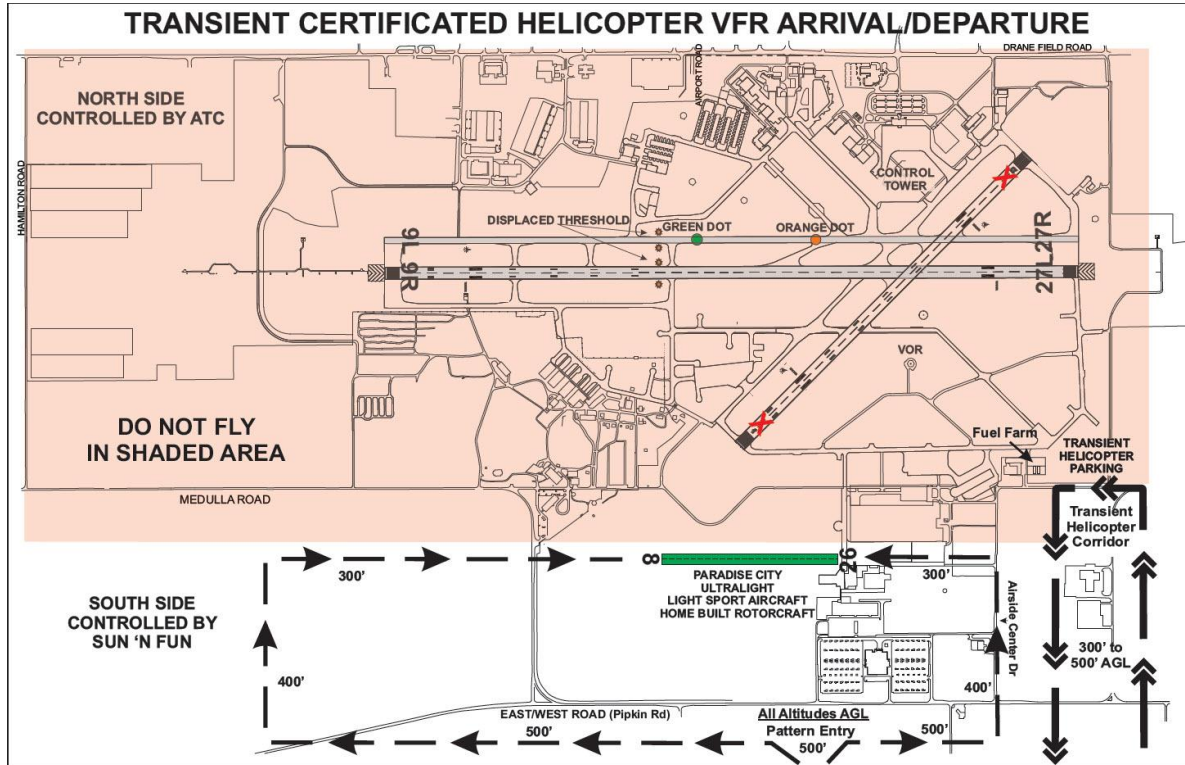 TRANSIENT CERTIFICATED HELICOPTER VFR ARRIVAL/DEPARTURE
DRANE FIELD ROAD
NORTH SIDE
CONTROLLED BY ATC
AIRPORT ROAD
HAMILTON ROAD
CONTROL
TOWER
DISPLACED THRESHOLD
GREEN DOT
ORANGE DOT
9L
9R
27R
27L
VOR
DO NOT FLY
IN SHADED AREA
Fuel Farm
TRANSIENT
HELICOPTER
PARKING
MEDULLA ROAD
Transient
Helicopter
Corridor
8
26
300'
300'
PARADISE CITY
ULTRALIGHT
LIGHT SPORT AIRCRAFT
HOME BUILT ROTORCRAFT
SOUTH SIDE
CONTROLLED BY
SUN 'N FUN
Airside Center Dr
300' to
500' AGL
400'
400'
EAST/WEST ROAD (Pipkin Rd)
All Altitudes AGL
Pattern Entry
500'
500'
500'